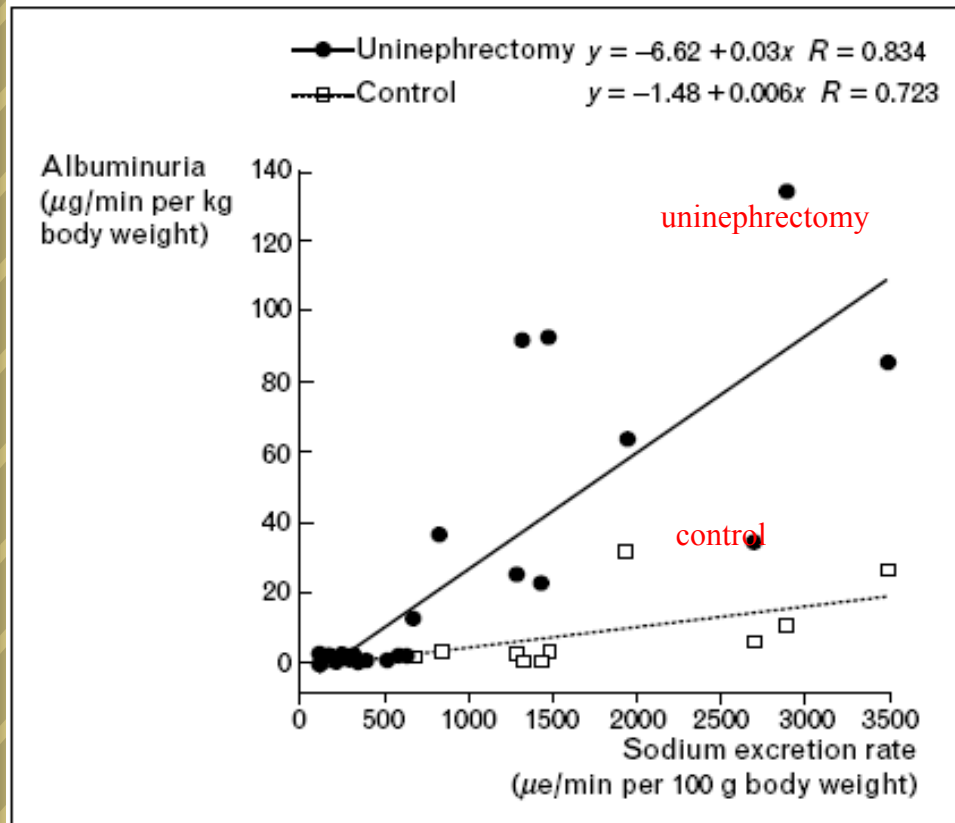 Uninephrectomy y = –6.62 +0.03x R = 0.834
Control y = –1.48 +0.006x R = 0.723
Albuminuria
(μg/min per kg
body weight)
140
120
100
80
60
40
20
0
uninephrectomy
control
0 500 1000 1500 2000 2500 3000 3500
Sodium excretion rate
(μe/min per 100 g body weight)